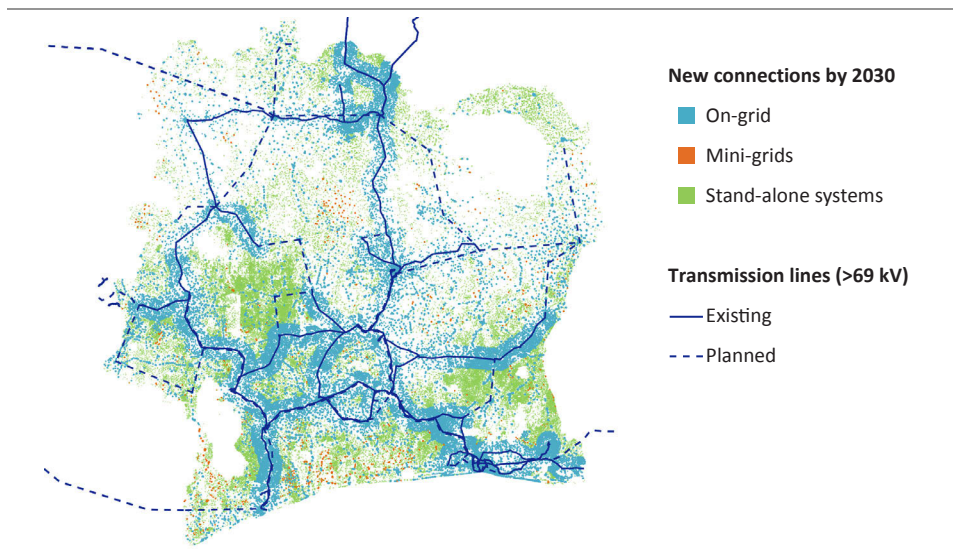 New connections by 2030
On-grid
Mini-grids
Stand-alone systems
Transmission lines (>69 kV)
Existing
Planned